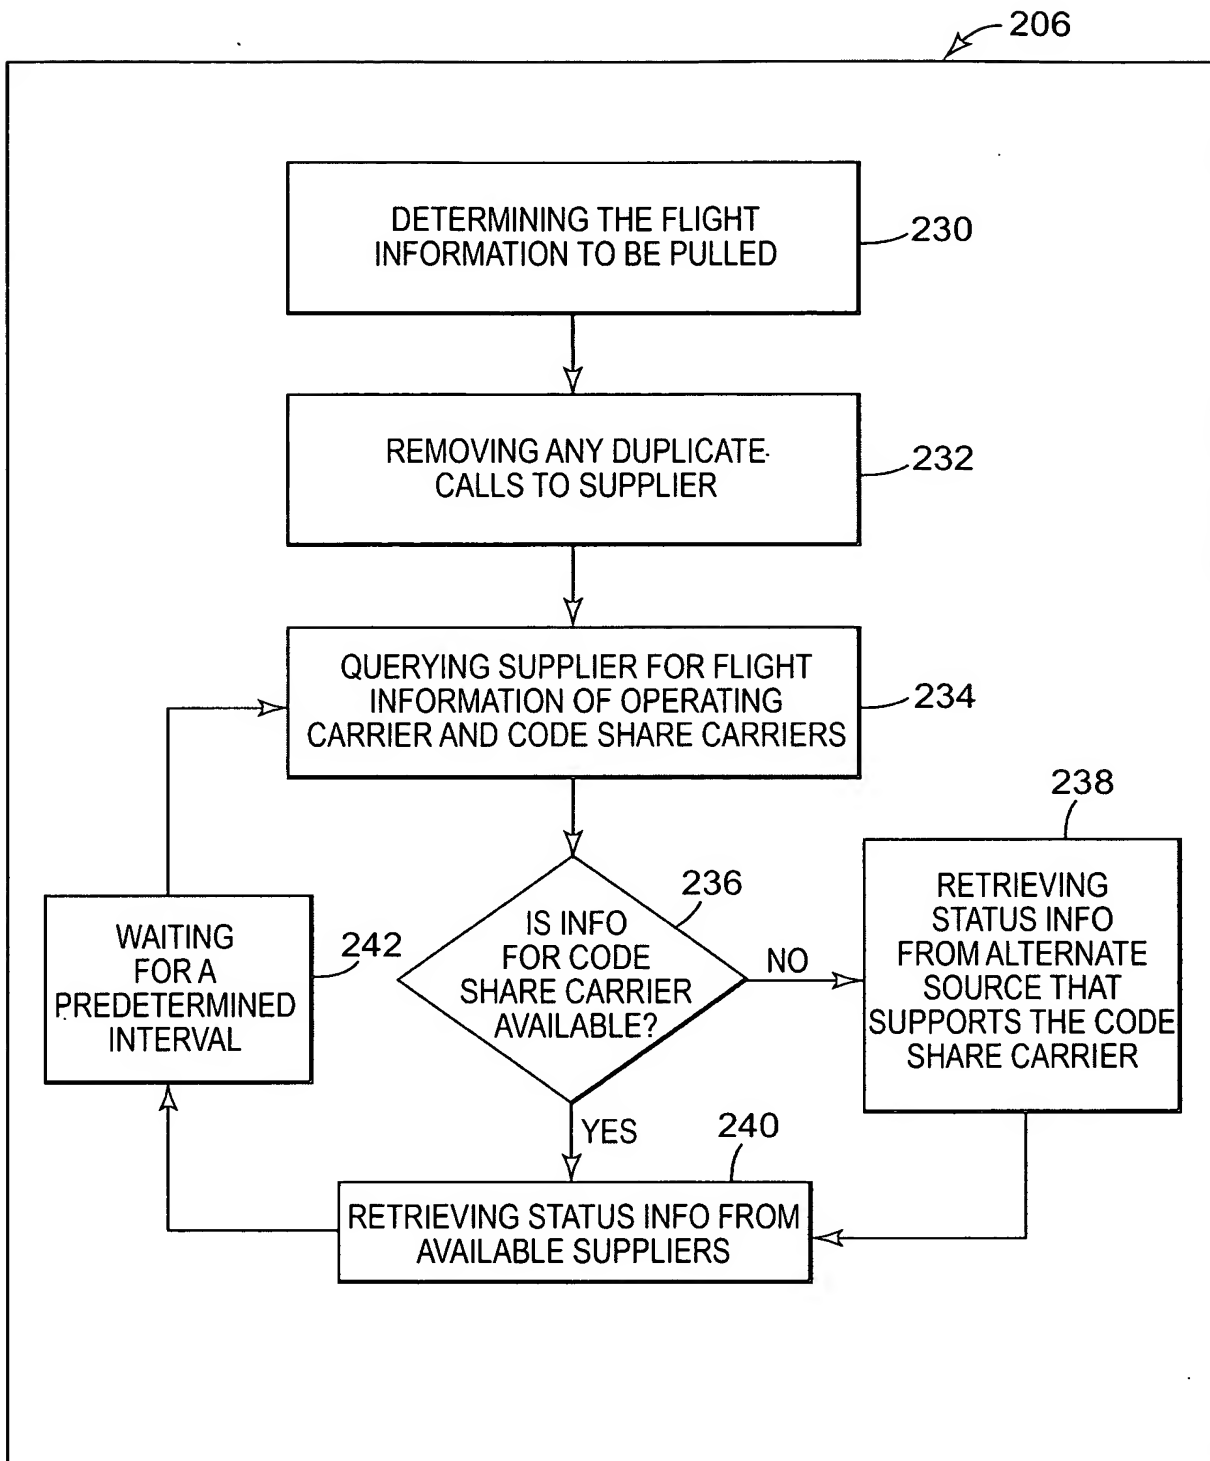 206
DETERMINING THE FLIGHT
INFORMATION TO BE PULLED
230
REMOVING ANY DUPLICATE
CALLS TO SUPPLIER
232
QUERYING SUPPLIER FOR FLIGHT
INFORMATION OF OPERATING
CARRIER AND CODE SHARE CARRIERS
234
236
IS INFO
FOR CODE
SHARE CARRIER
AVAILABLE?
NO
238
RETRIEVING
STATUS INFO
FROM ALTERNATE
SOURCE THAT
SUPPORTS THE CODE
SHARE CARRIER
WAITING
FOR A
PREDETERMINED
INTERVAL
242
YES
240
RETRIEVING STATUS INFO FROM
AVAILABLE SUPPLIERS